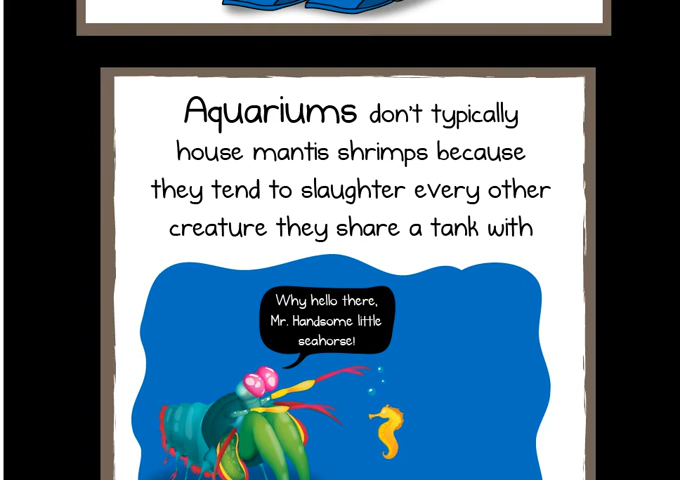 Aquariums don't typically
house mantis shrimps because
they tend to slaughter every other
creature they share a tank with
Why hello there,
Mr. Handsome little
seahorse!